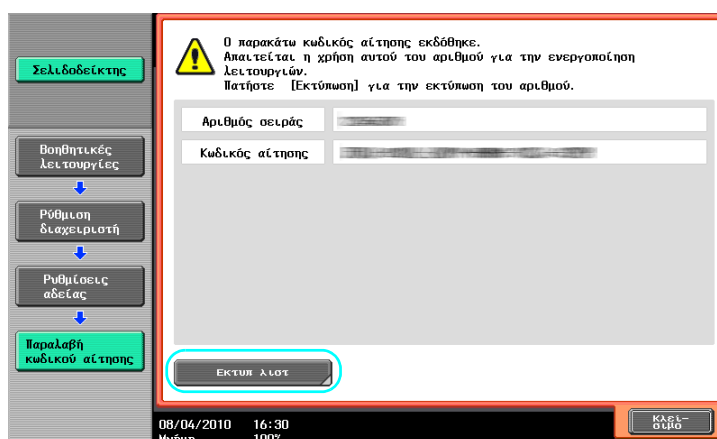 Σελιδοδείκτης
Βοηθητικές
λειτουργίες
Ρύθμιση
διαχειριστή
Ρυθμίσεις
αδείας
Παραλαβή
κωδικού αίτησης
Ο παρακάτω κωδικός αίτησης εκδόθηκε.
Απαιτείται η χρήση αυτού του αριθμού για την ενεργοποίηση
λειτουργιών.
Πατήστε [Εκτύπωση] για την εκτύπωση του αριθμού.
Αριθμός σειράς
Κωδικός αίτησης
Εκτυπ λιστ
08/04/2010 16:30
Μνήμη 100%
Κλεί-
σιμο